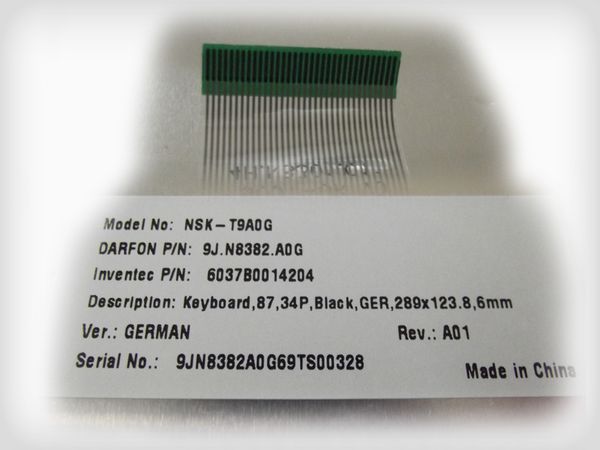 Model No: NSK-T9A0G
DARFON P/N: 9J.N8382.A0G
Inventec P/N: 6037B0014204
Description: Keyboard,87,34P,Black,GER,289x123.8,6mm
Ver.: GERMAN Rev.: A01
Serial No.: 9JN8382A0G69TS00328
Made in China